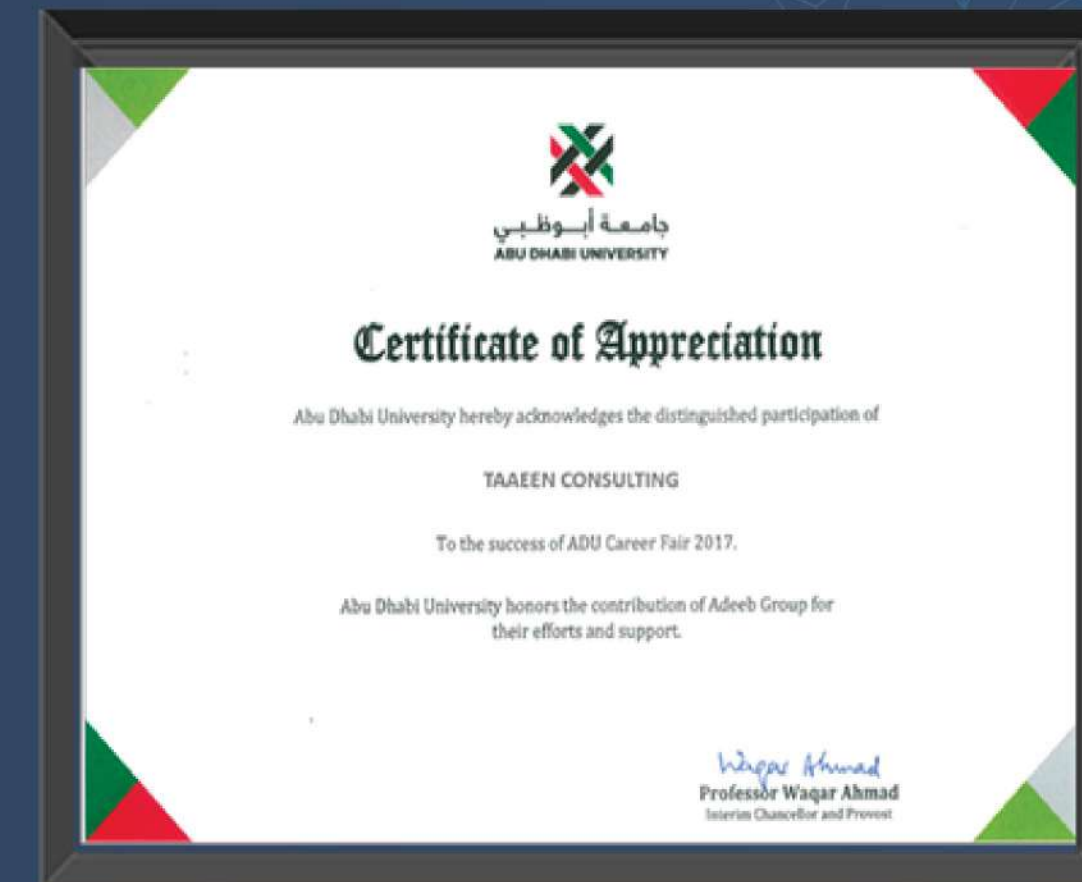 جامعة أبوظبي
ABU DHABI UNIVERSITY
Certificate of Appreciation
Abu Dhabi University hereby acknowledges the distinguished participation of
TAAEEN CONSULTING
To the success of ADU Career Fair 2017.
Abu Dhabi University honors the contribution of Adeeb Group for
their efforts and support.
Waqar Ahmad
Professor Waqar Ahmad
Interim Chancellor and Provost